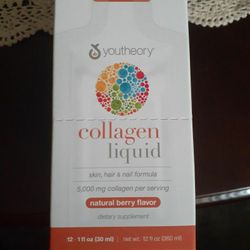 youtheory
collagen
liquid
skin, hair & nail formula
5,000 mg collagen per serving
natural berry flavor
dietary supplement
12 - 1 fl oz (30 ml) | net wt. 12 fl oz (360 ml)